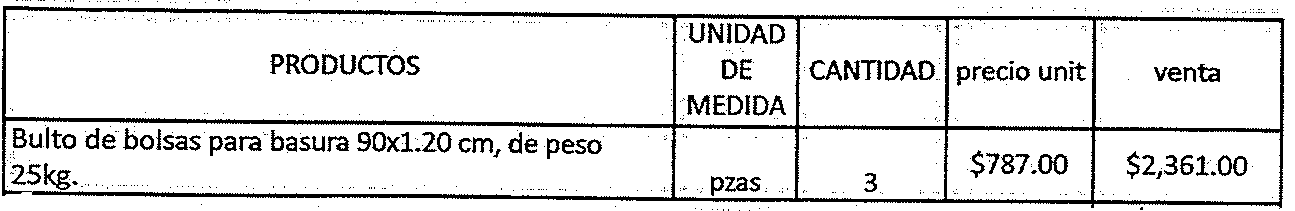 PRODUCTOS
UNIDAD
DE
MEDIDA
CANTIDAD
precio unit
venta
Bulto de bolsas para basura 90x1.20 cm, de peso
25kg.
pzas
3
$787.00
$2,361.00